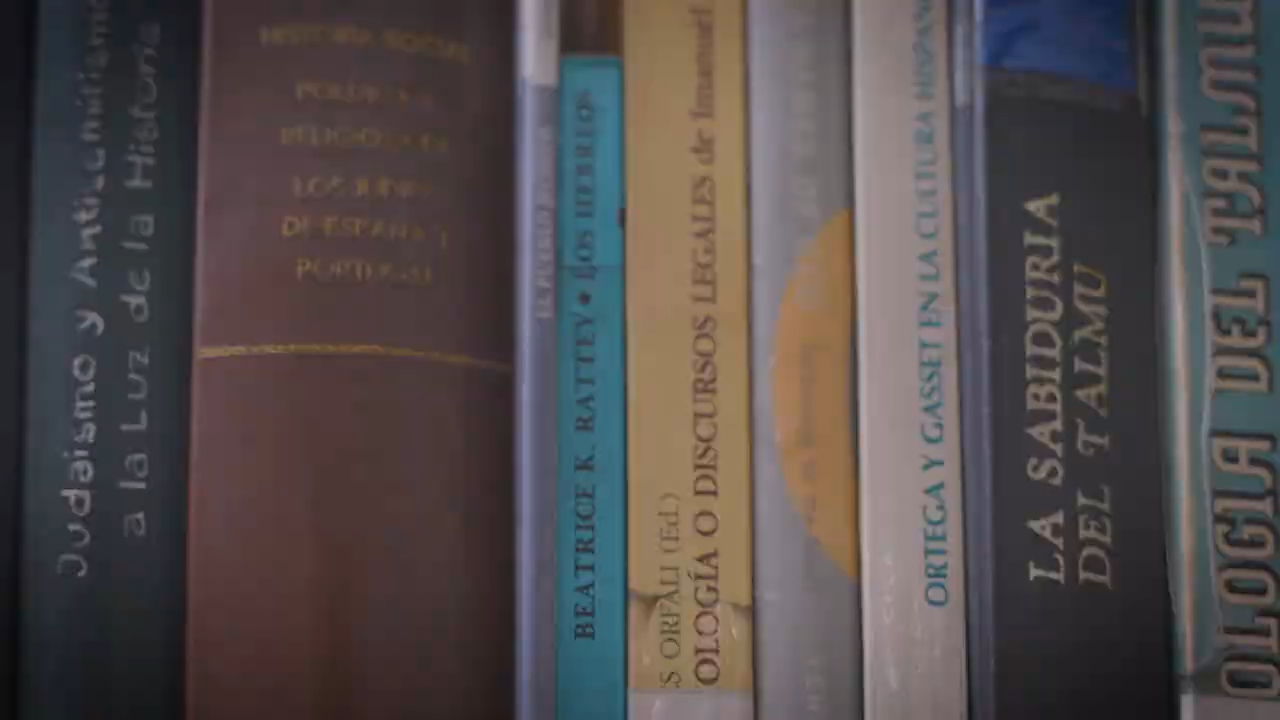 Judaismo y Antisemitismo
a la Luz de la Historia
HISTORIA SOCIAL
POLITICA Y
RELIGIOSA DE
LOS JUDIOS
DE ESPAÑA Y
PORTUGAL
BEATRICE K. RATTEY • LOS HEBREOS
S ORFALI (Ed.)
OLOGÍA O DISCURSOS LEGALES de Imanuel
ORTEGA Y GASSET EN LA CULTURA HISPAN
LA SABIDURIA
DEL TALMU
OLOGIA DEL TALMU